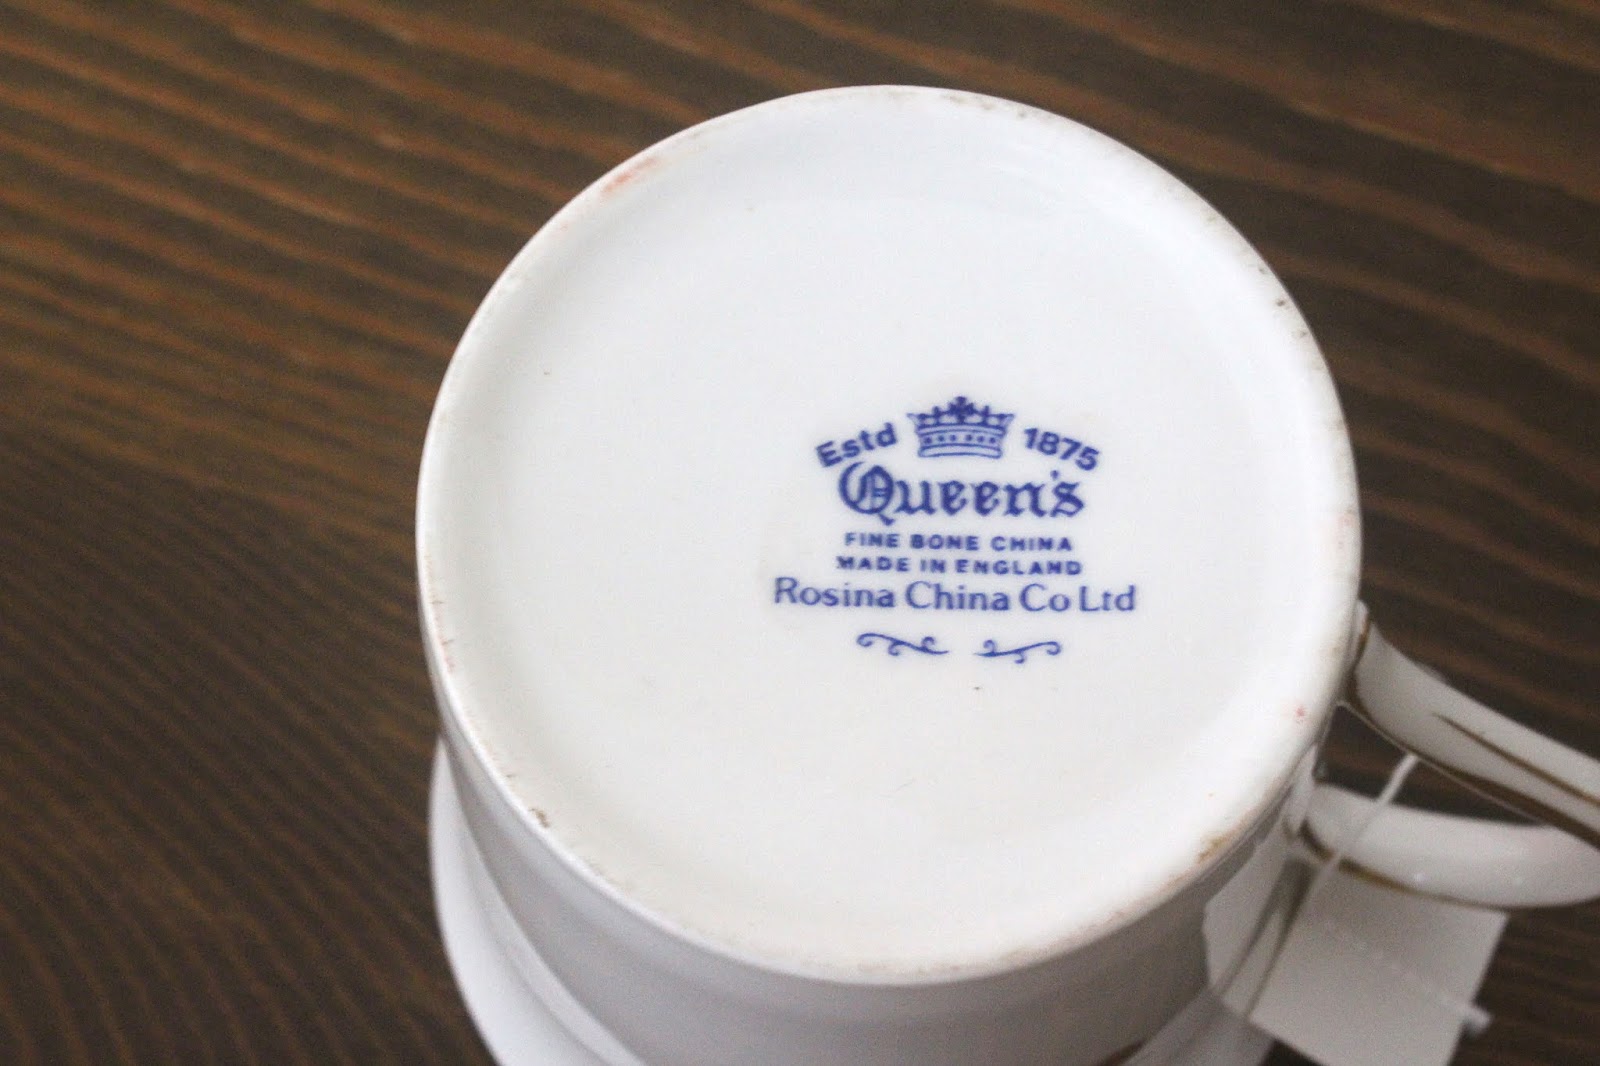 Estd 1875
Queen's
FINE BONE CHINA
MADE IN ENGLAND
Rosina China Co Ltd